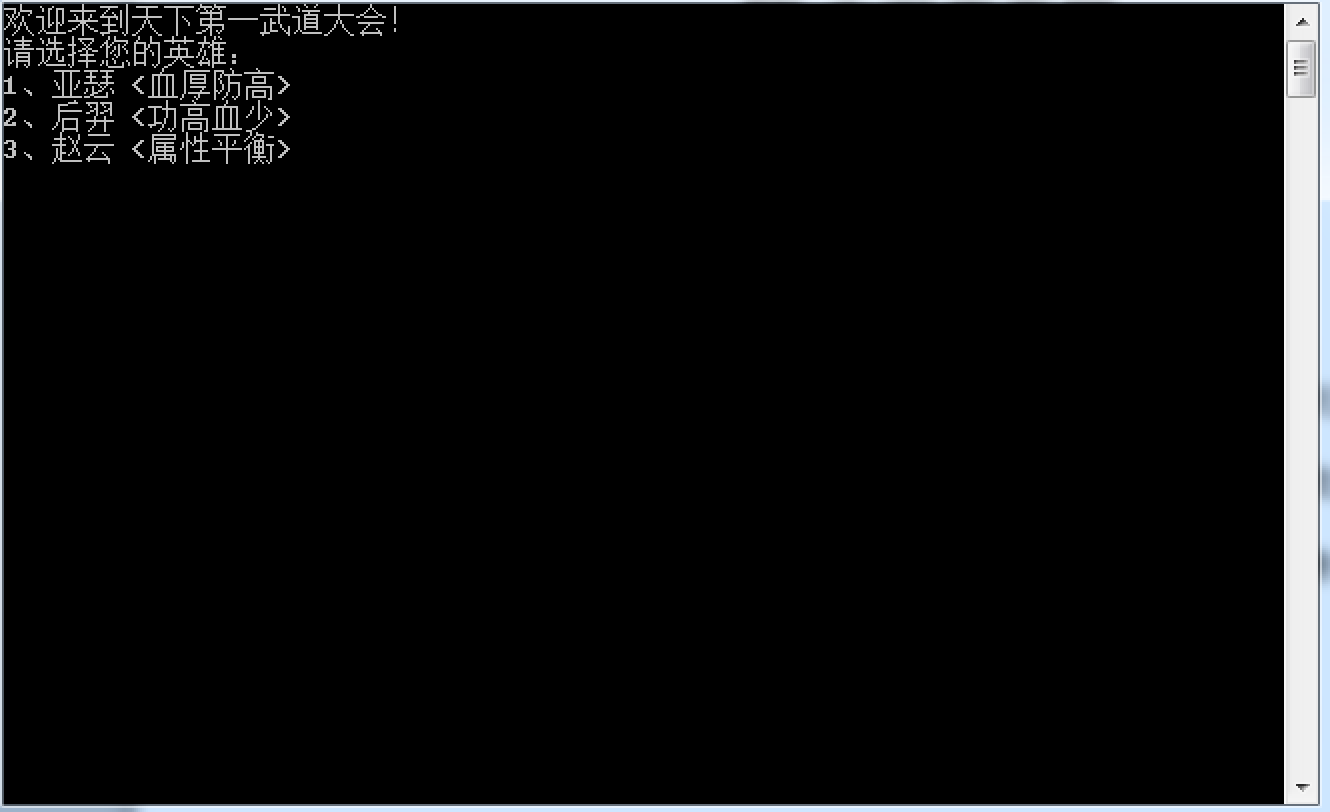 欢迎来到天下第一武道大会!
请选择您的英雄:
1、亚瑟 <血厚防高>
2、后羿 <功高血少>
3、赵云 <属性平衡>